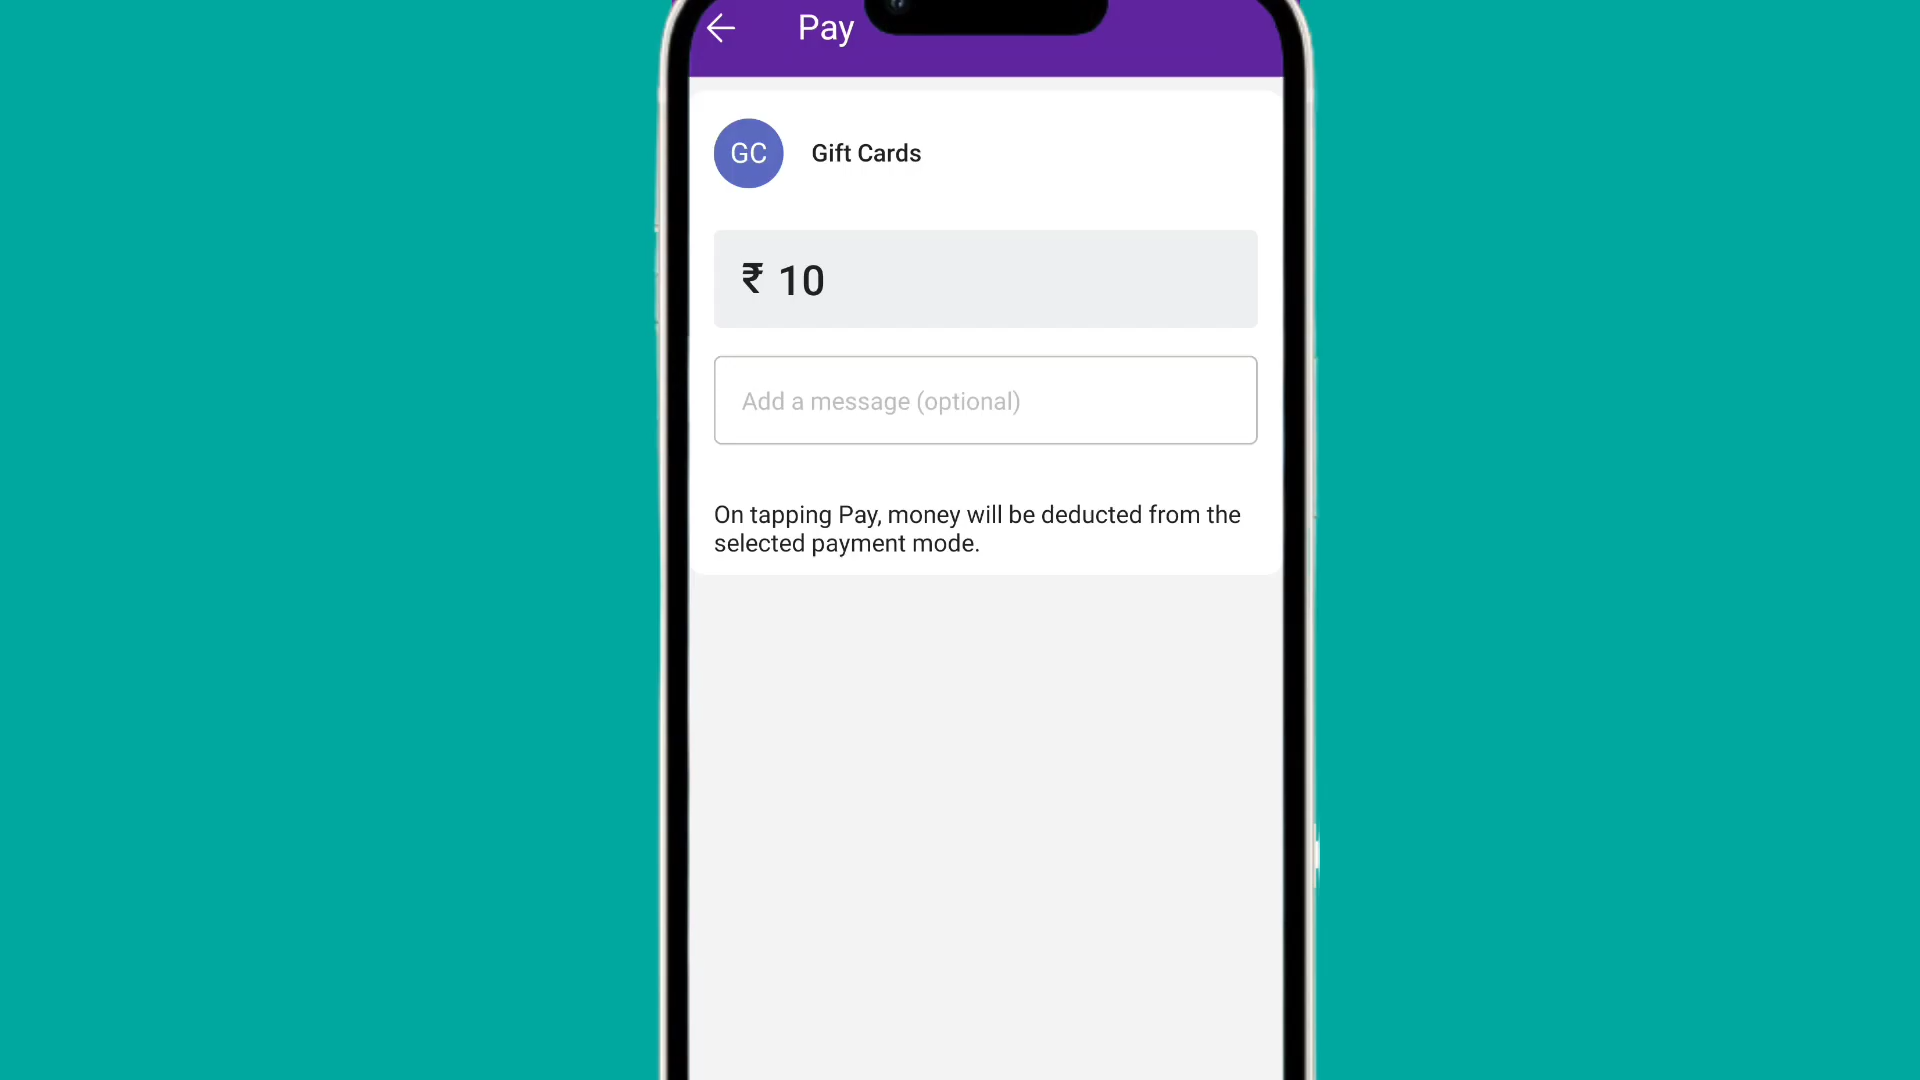 Pay
GC
Gift Cards
₹ 10
Add a message (optional)
On tapping Pay, money will be deducted from the
selected payment mode.